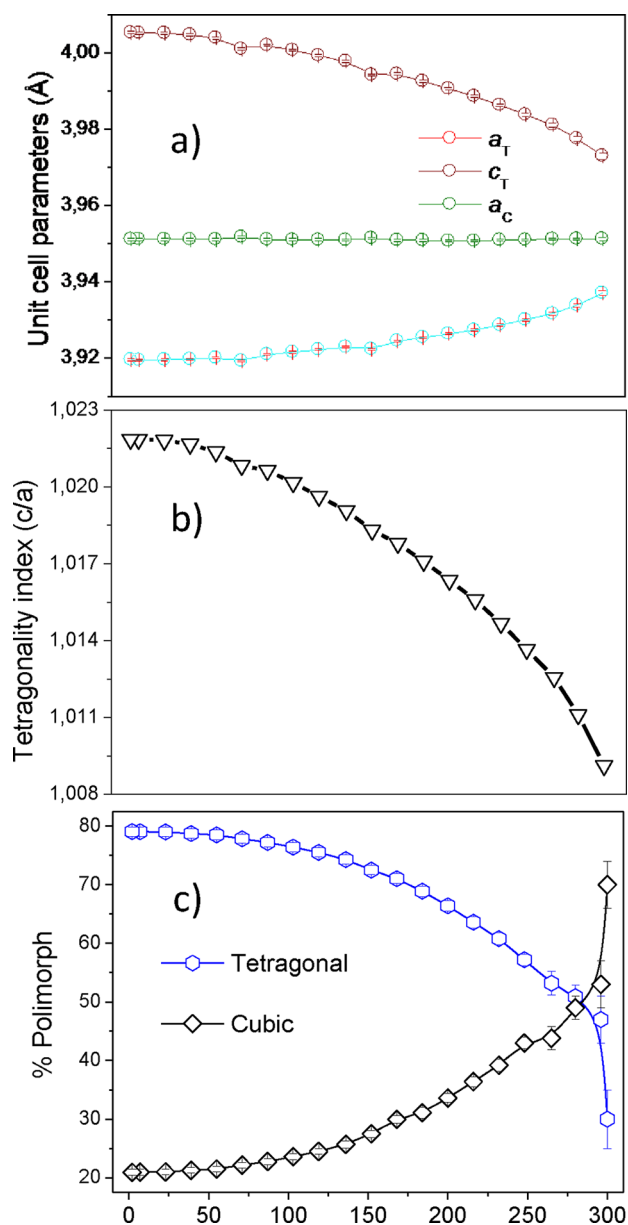 Unit cell parameters (Å)
4,00
3,98
3,96
3,94
3,92
a)
a_T
c_T
a_C
Tetragonality index (c/a)
1,023
1,020
1,017
1,014
1,011
1,008
b)
% Polimorph
80
70
60
50
40
30
20
c)
Tetragonal
Cubic
0 50 100 150 200 250 300